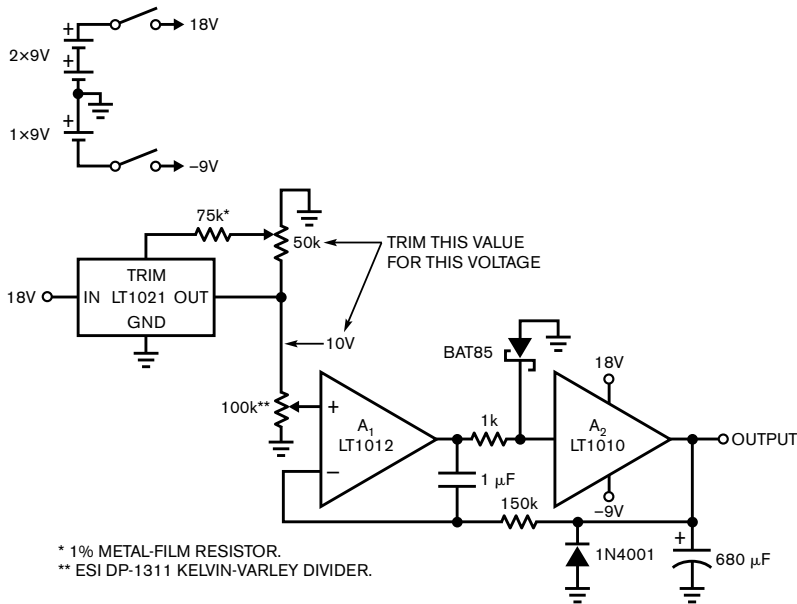 +
18V
2×9V
+
+
1×9V
–9V
75k*
50k
TRIM THIS VALUE
FOR THIS VOLTAGE
TRIM
18V
IN LT1021 OUT
GND
10V
BAT85
18V
100k**
+
A1
LT1012
1k
A2
LT1010
OUTPUT
–
1 µF
150k
–9V
+
1N4001
680 µF
* 1% METAL-FILM RESISTOR.
** ESI DP-1311 KELVIN-VARLEY DIVIDER.